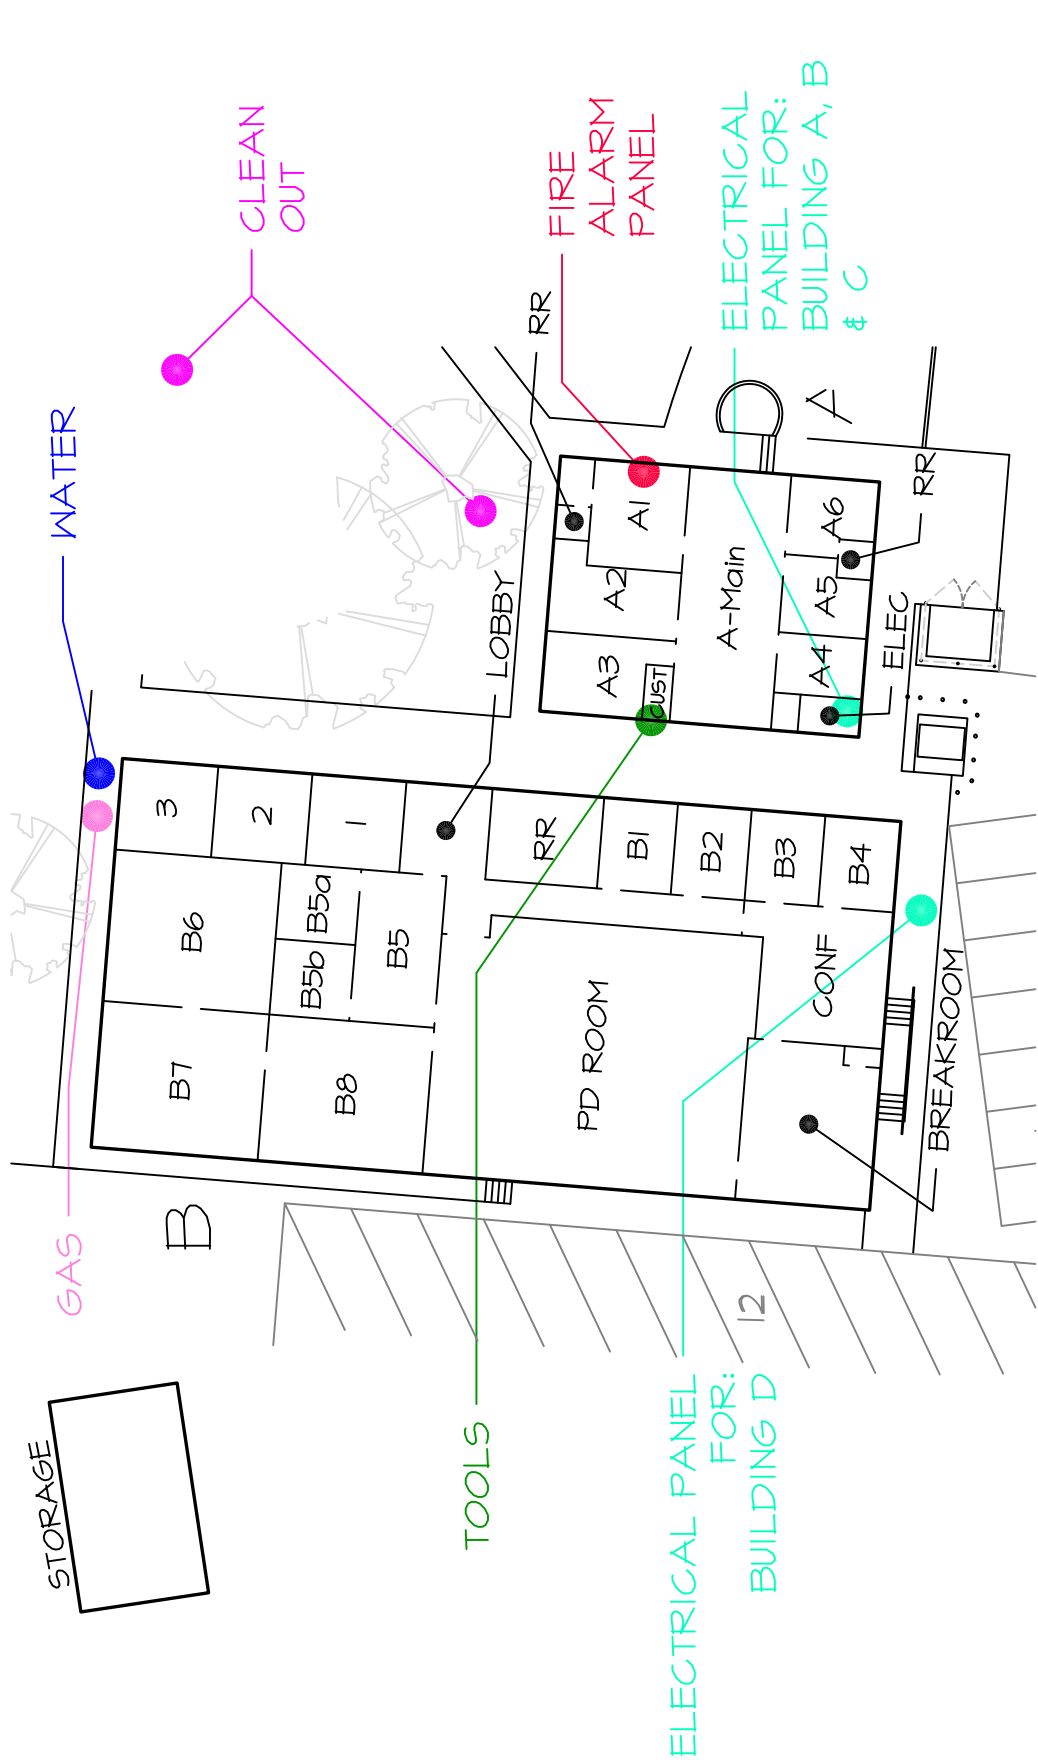 CLEAN
OUT
WATER
FIRE
ALARM
PANEL
ELECTRICAL
PANEL FOR:
BUILDING A, B
& C
RR
A
RR
LOBBY
A1
A2
A3
CUST
A-Main
A6
A5
A4
ELEC
3
2
1
RR
B1
B2
B3
B4
B6
B5a
B5b
B5
B7
B8
PD ROOM
CONF
BREAKROOM
B
GAS
12
STORAGE
TOOLS
ELECTRICAL PANEL
FOR:
BUILDING D